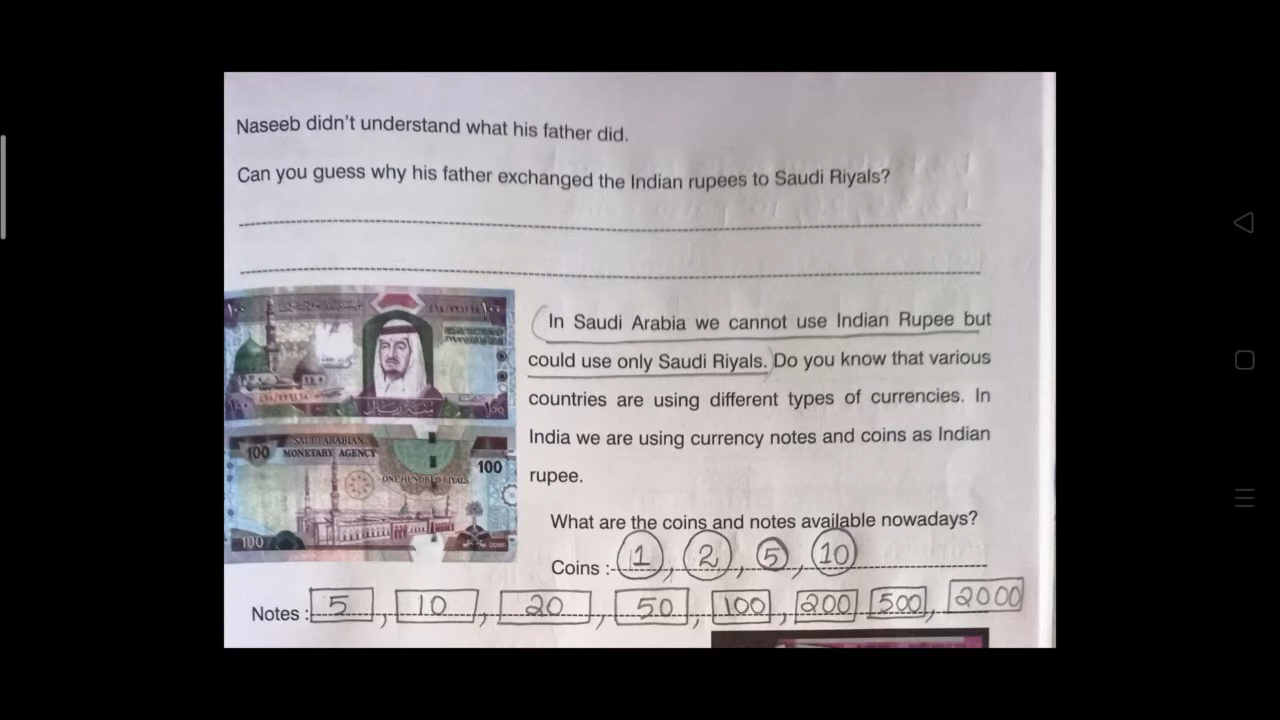 Naseeb didn't understand what his father did.
Can you guess why his father exchanged the Indian rupees to Saudi Riyals?
In Saudi Arabia we cannot use Indian Rupee but
could use only Saudi Riyals. Do you know that various
countries are using different types of currencies. In
India we are using currency notes and coins as Indian
rupee.
SAUDI ARABIAN
100 MONETARY AGENCY
100
ONE HUNDRED RIYALS
100
What are the coins and notes available nowadays?
Coins :- 1, 2, 5, 10
Notes : 5, 10, 20, 50, 100, 200 500, 2000